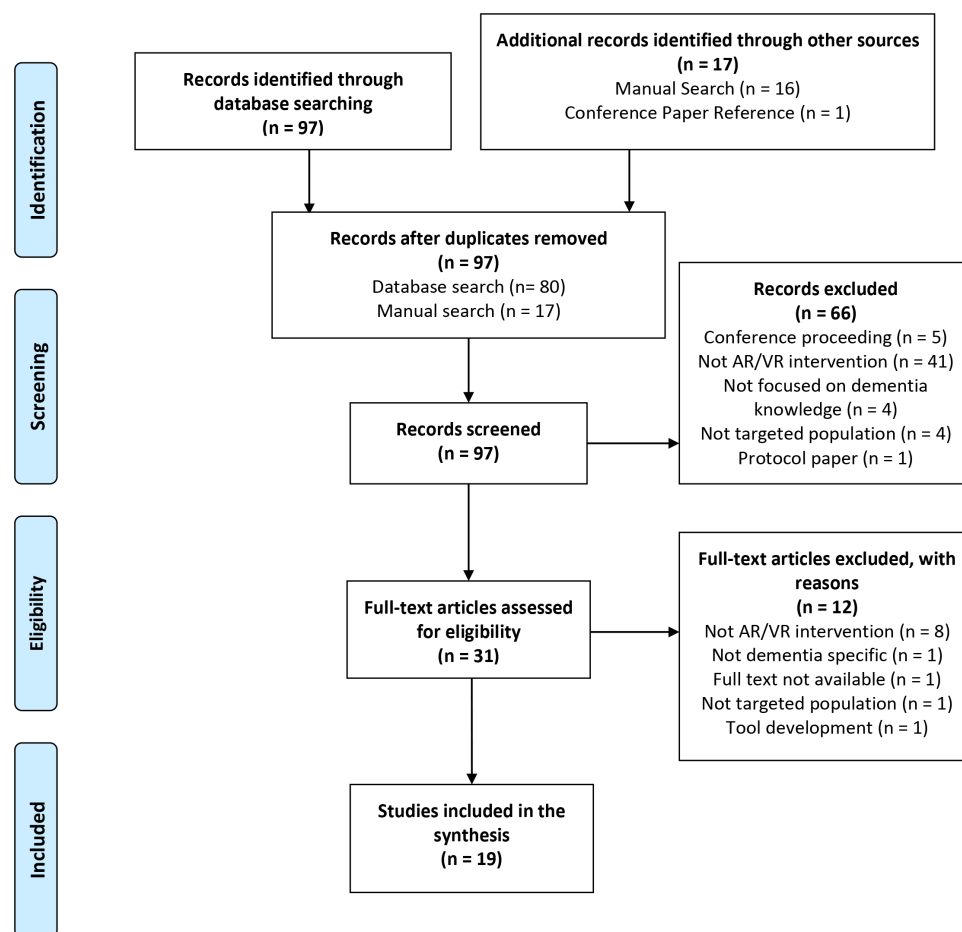 Identification
Records identified through
database searching
(n = 97)
Additional records identified through other sources
(n = 17)
Manual Search (n = 16)
Conference Paper Reference (n = 1)
Records after duplicates removed
(n = 97)
Database search (n= 80)
Manual search (n = 17)
Screening
Records screened
(n = 97)
Records excluded
(n = 66)
Conference proceeding (n = 5)
Not AR/VR intervention (n = 41)
Not focused on dementia
knowledge (n = 4)
Not targeted population (n = 4)
Protocol paper (n = 1)
Eligibility
Full-text articles assessed
for eligibility
(n = 31)
Full-text articles excluded, with
reasons
(n = 12)
Not AR/VR intervention (n = 8)
Not dementia specific (n = 1)
Full text not available (n = 1)
Not targeted population (n = 1)
Tool development (n = 1)
Included
Studies included in the
synthesis
(n = 19)